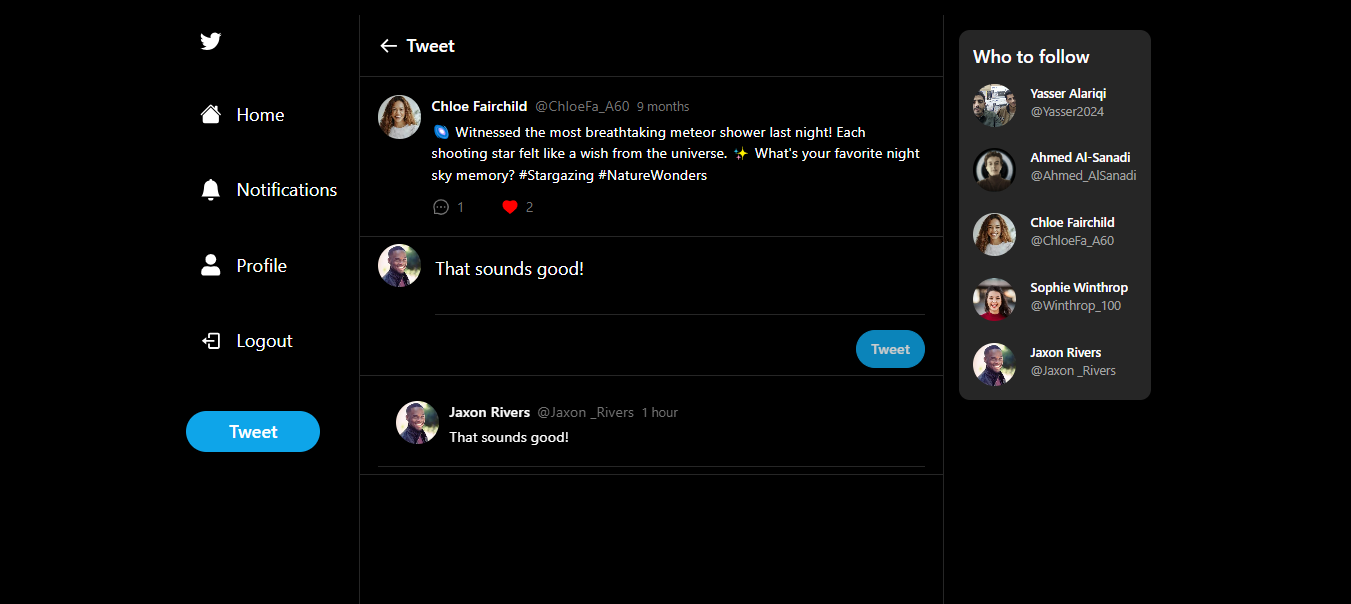 Home
Notifications
Profile
Logout
Tweet
Tweet
Chloe Fairchild @ChloeFa_A60 9 months
🌌 Witnessed the most breathtaking meteor shower last night! Each
shooting star felt like a wish from the universe. ✨ What's your favorite night
sky memory? #Stargazing #NatureWonders
1 2
That sounds good!
Tweet
Jaxon Rivers @Jaxon _Rivers 1 hour
That sounds good!
Who to follow
Yasser Alariqi
@Yasser2024
Ahmed Al-Sanadi
@Ahmed_AlSanadi
Chloe Fairchild
@ChloeFa_A60
Sophie Winthrop
@Winthrop_100
Jaxon Rivers
@Jaxon _Rivers